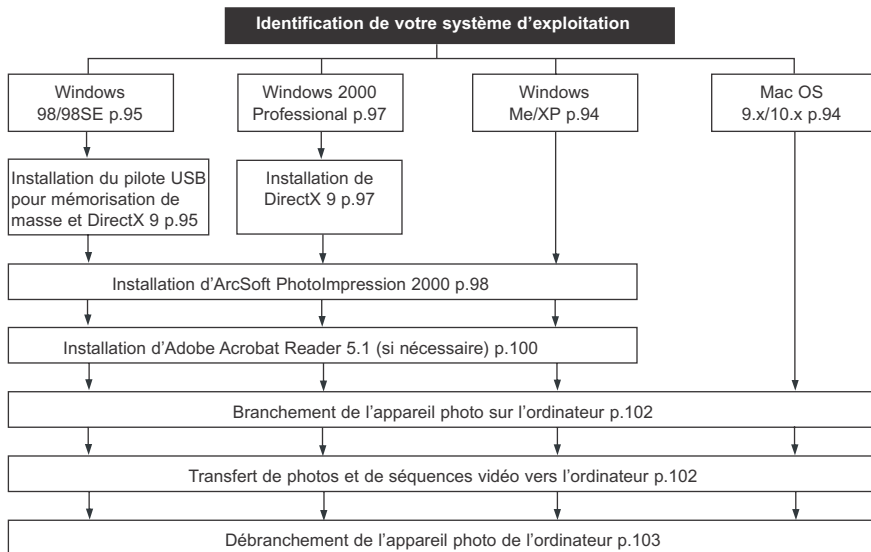 Identification de votre système d’exploitation
Windows
98/98SE p.95
Windows 2000
Professional p.97
Windows
Me/XP p.94
Mac OS
9.x/10.x p.94
Installation du pilote USB
pour mémorisation de
masse et DirectX 9 p.95
Installation de
DirectX 9 p.97
Installation d’ArcSoft PhotoImpression 2000 p.98
Installation d’Adobe Acrobat Reader 5.1 (si nécessaire) p.100
Branchement de l’appareil photo sur l’ordinateur p.102
Transfert de photos et de séquences vidéo vers l’ordinateur p.102
Débranchement de l’appareil photo de l’ordinateur p.103